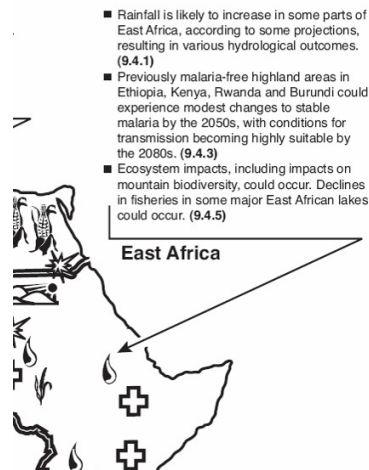 ■ Rainfall is likely to increase in some parts of
East Africa, according to some projections,
resulting in various hydrological outcomes.
(9.4.1)
■ Previously malaria-free highland areas in
Ethiopia, Kenya, Rwanda and Burundi could
experience modest changes to stable
malaria by the 2050s, with conditions for
transmission becoming highly suitable by
the 2080s. (9.4.3)
■ Ecosystem impacts, including impacts on
mountain biodiversity, could occur. Declines
in fisheries in some major East African lakes
could occur. (9.4.5)
East Africa